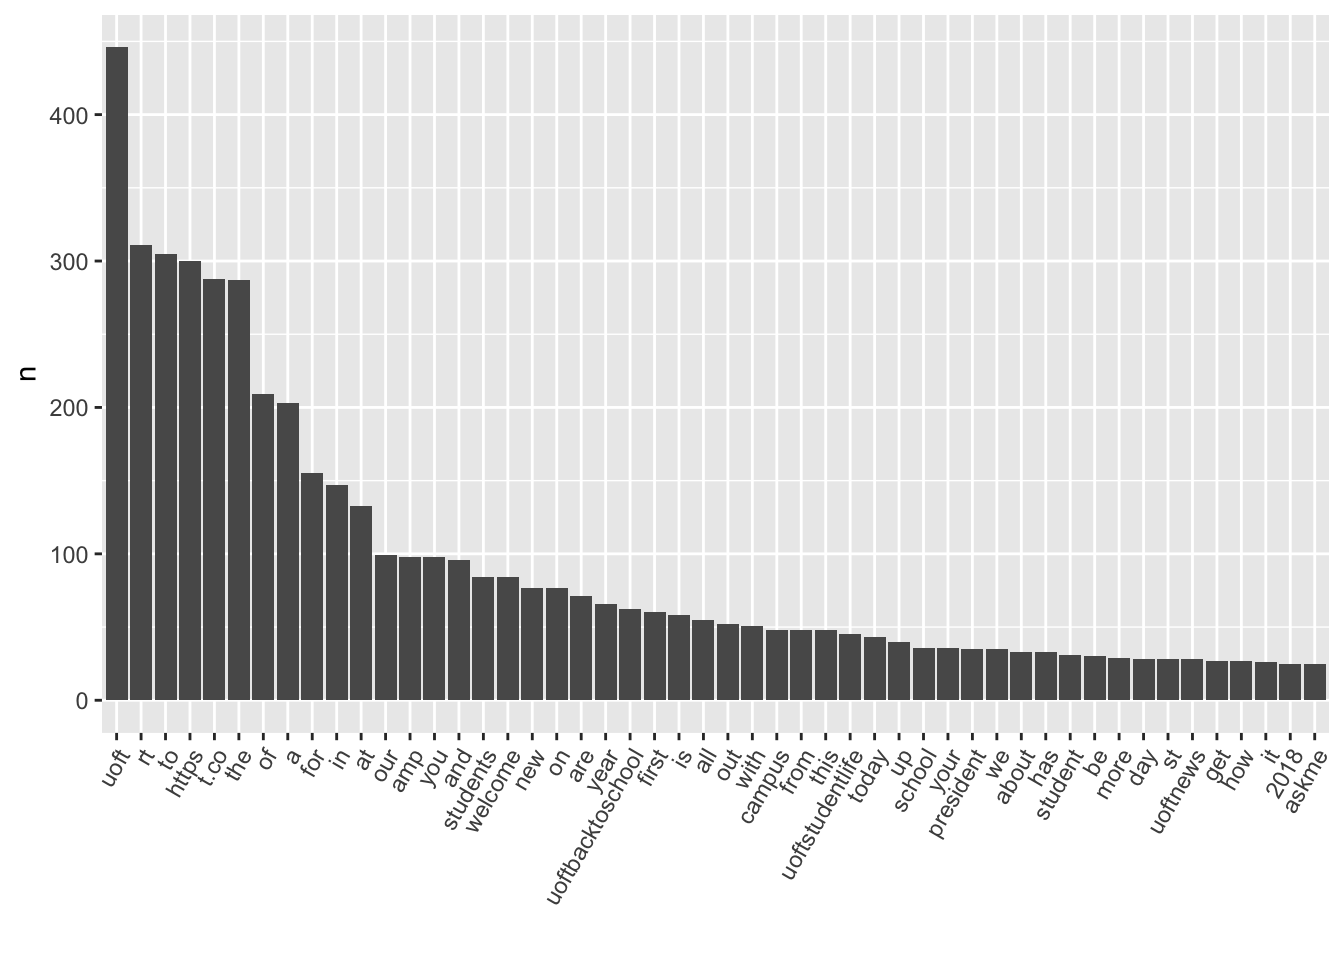 n
400
300
200
100
0
uoft
rt
to
https
t.co
the
of
a
for
in
at
our
amp
you
and
students
welcome
new
on
are
year
uoftbacktoschool
first
is
all
out
with
campus
from
this
uoftstudentlife
today
up
school
your
president
we
about
has
student
be
more
day
st
uoftnews
get
how
it
2018
askme